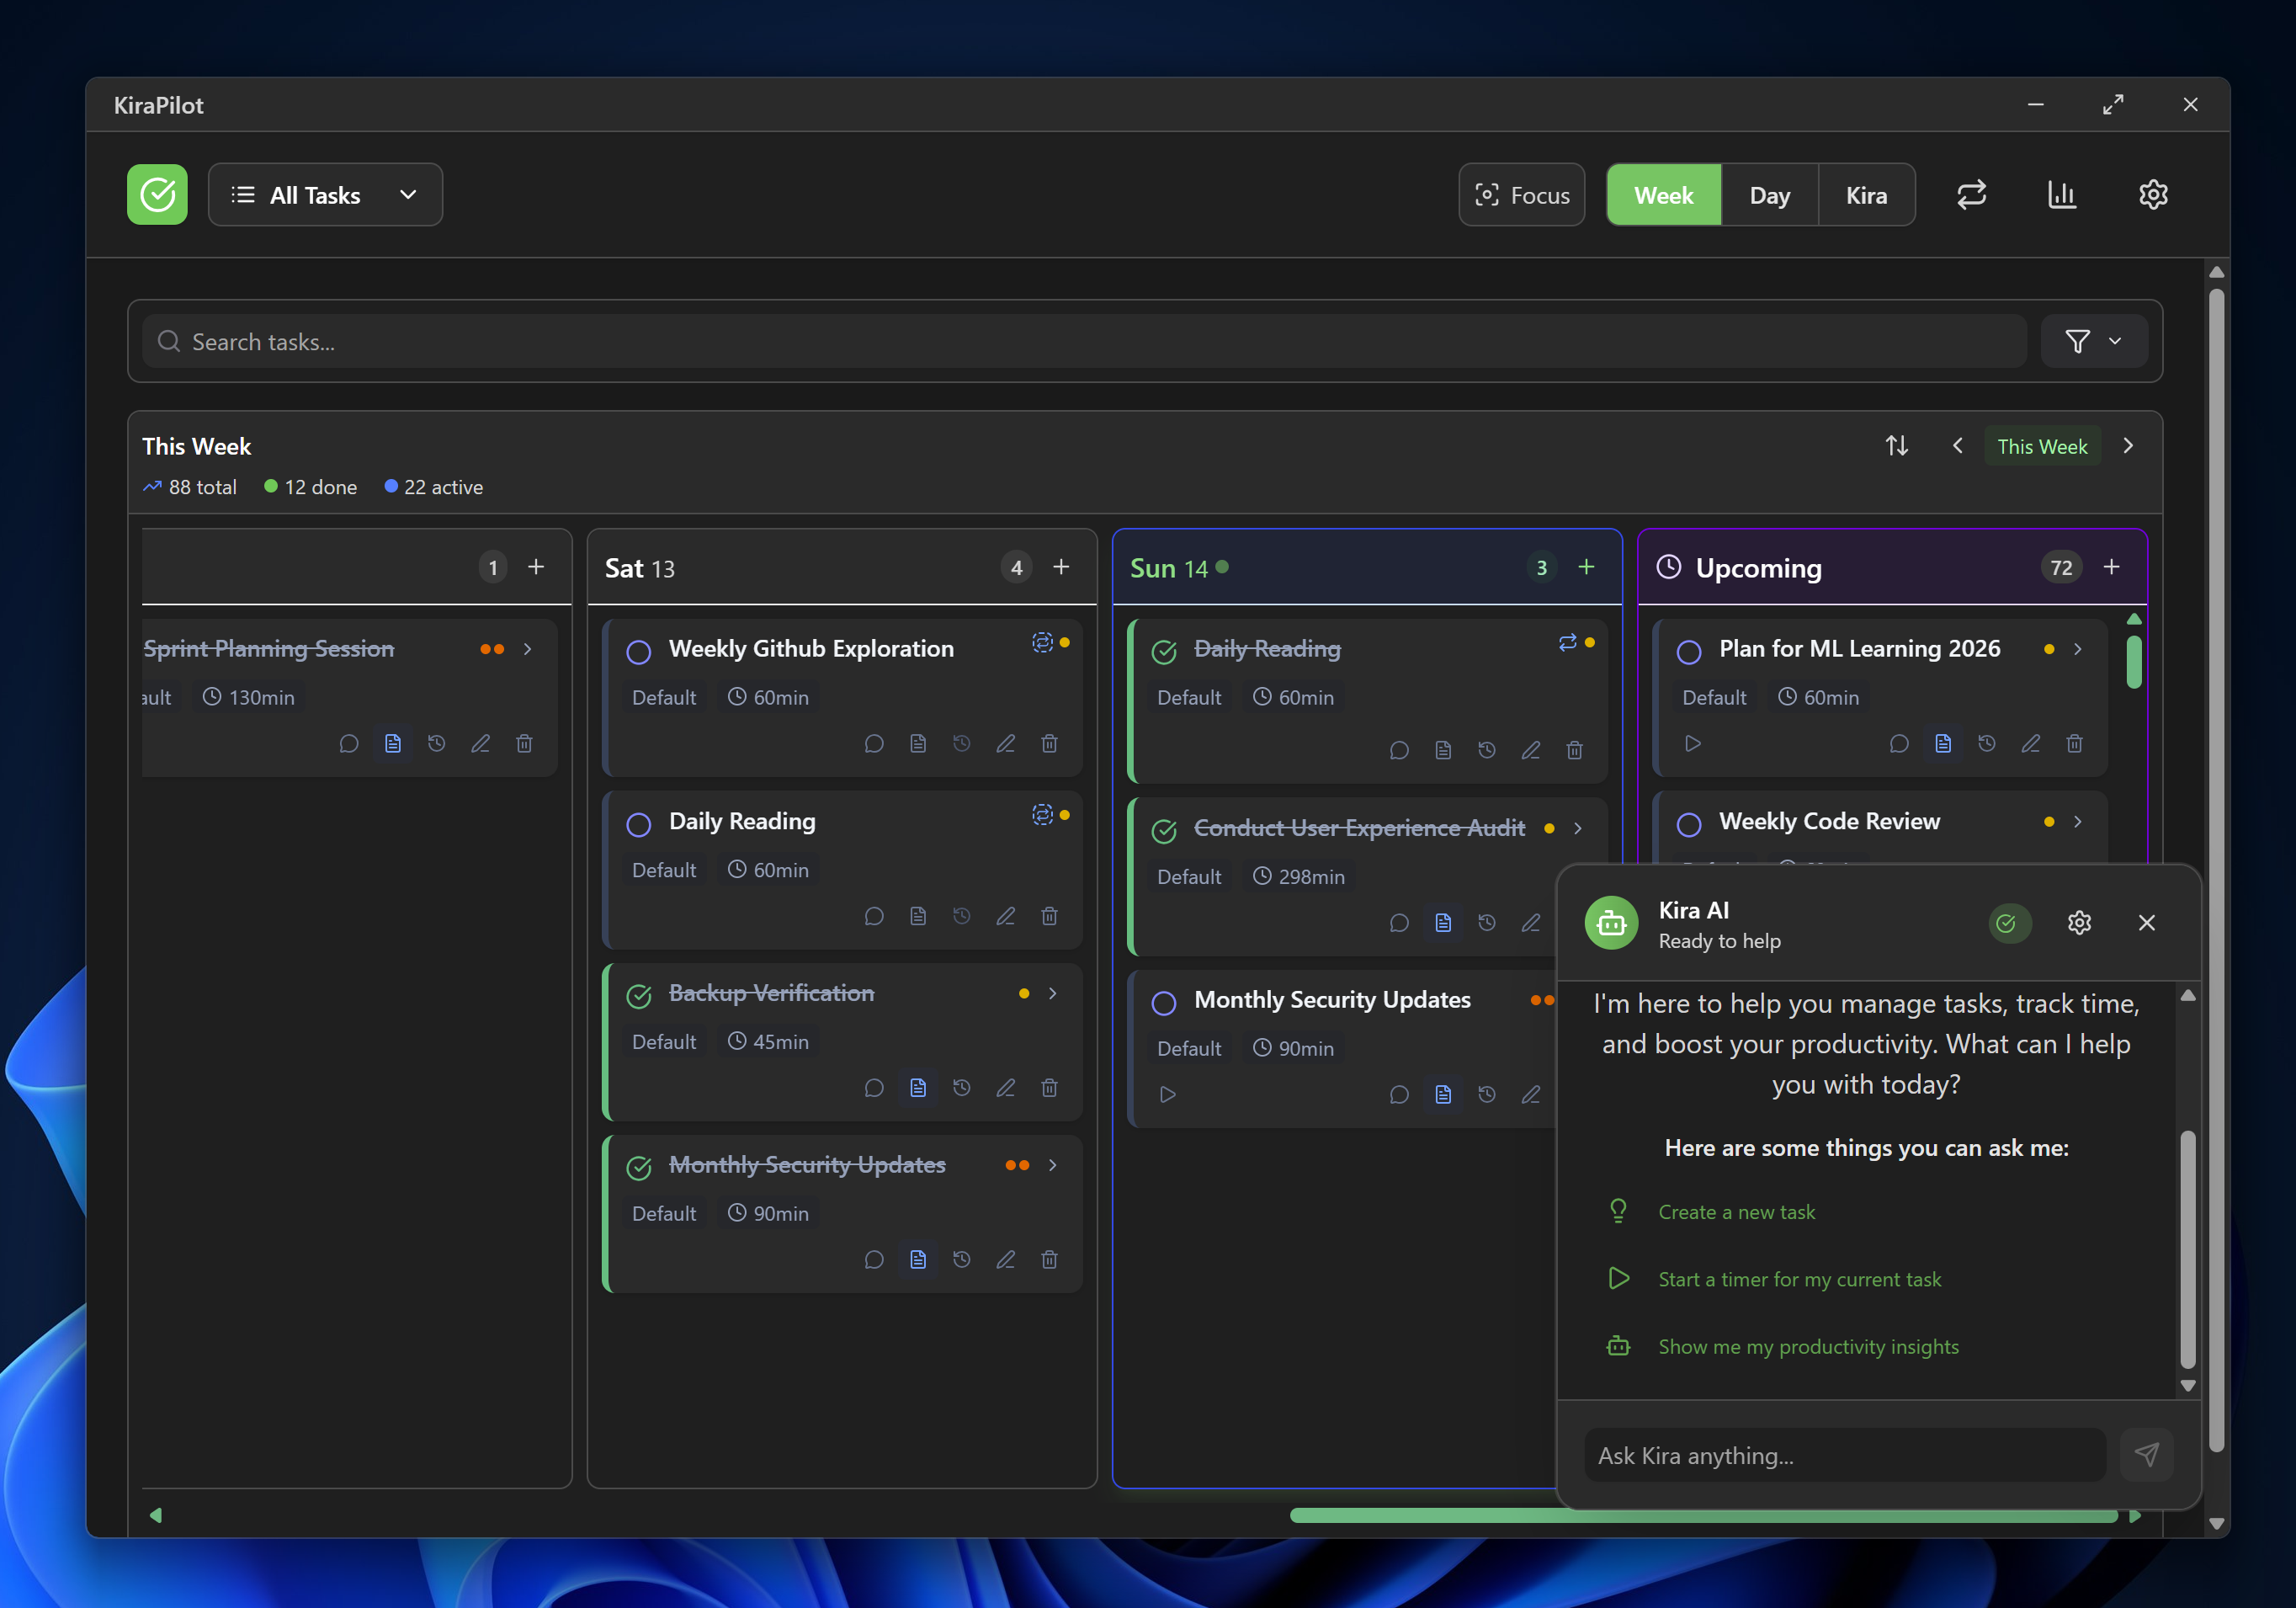 KiraPilot
All Tasks
Focus
Week
Day
Kira
Search tasks...
This Week
This Week
88 total
12 done
22 active
1
Sprint Planning Session
ault
130min
Sat 13
4
Weekly Github Exploration
Default
60min
Daily Reading
Default
60min
Backup Verification
Default
45min
Monthly Security Updates
Default
90min
Sun 14
3
Daily Reading
Default
60min
Conduct User Experience Audit
Default
298min
Monthly Security Updates
Default
90min
Upcoming
72
Plan for ML Learning 2026
Default
60min
Weekly Code Review
Kira AI
Ready to help
I'm here to help you manage tasks, track time,
and boost your productivity. What can I help
you with today?
Here are some things you can ask me:
Create a new task
Start a timer for my current task
Show me my productivity insights
Ask Kira anything...